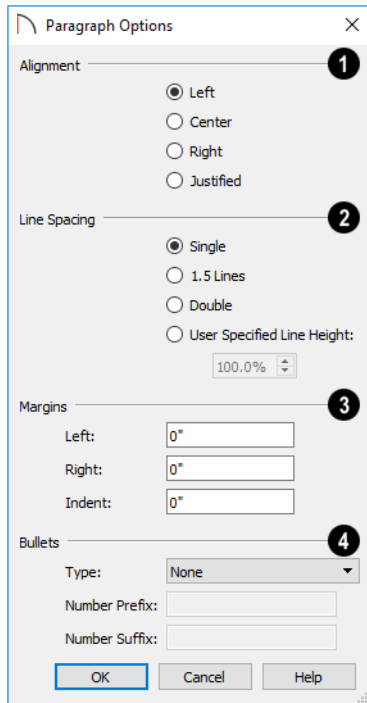 Paragraph Options
Alignment 1
Left
Center
Right
Justified
Line Spacing 2
Single
1.5 Lines
Double
User Specified Line Height:
100.0%
Margins 3
Left: 0"
Right: 0"
Indent: 0"
Bullets 4
Type: None
Number Prefix:
Number Suffix:
OK Cancel Help